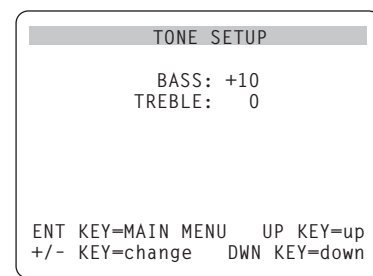 TONE SETUP
BASS: +10
TREBLE: 0
ENT KEY=MAIN MENU UP KEY=up
+/- KEY=change DWN KEY=down